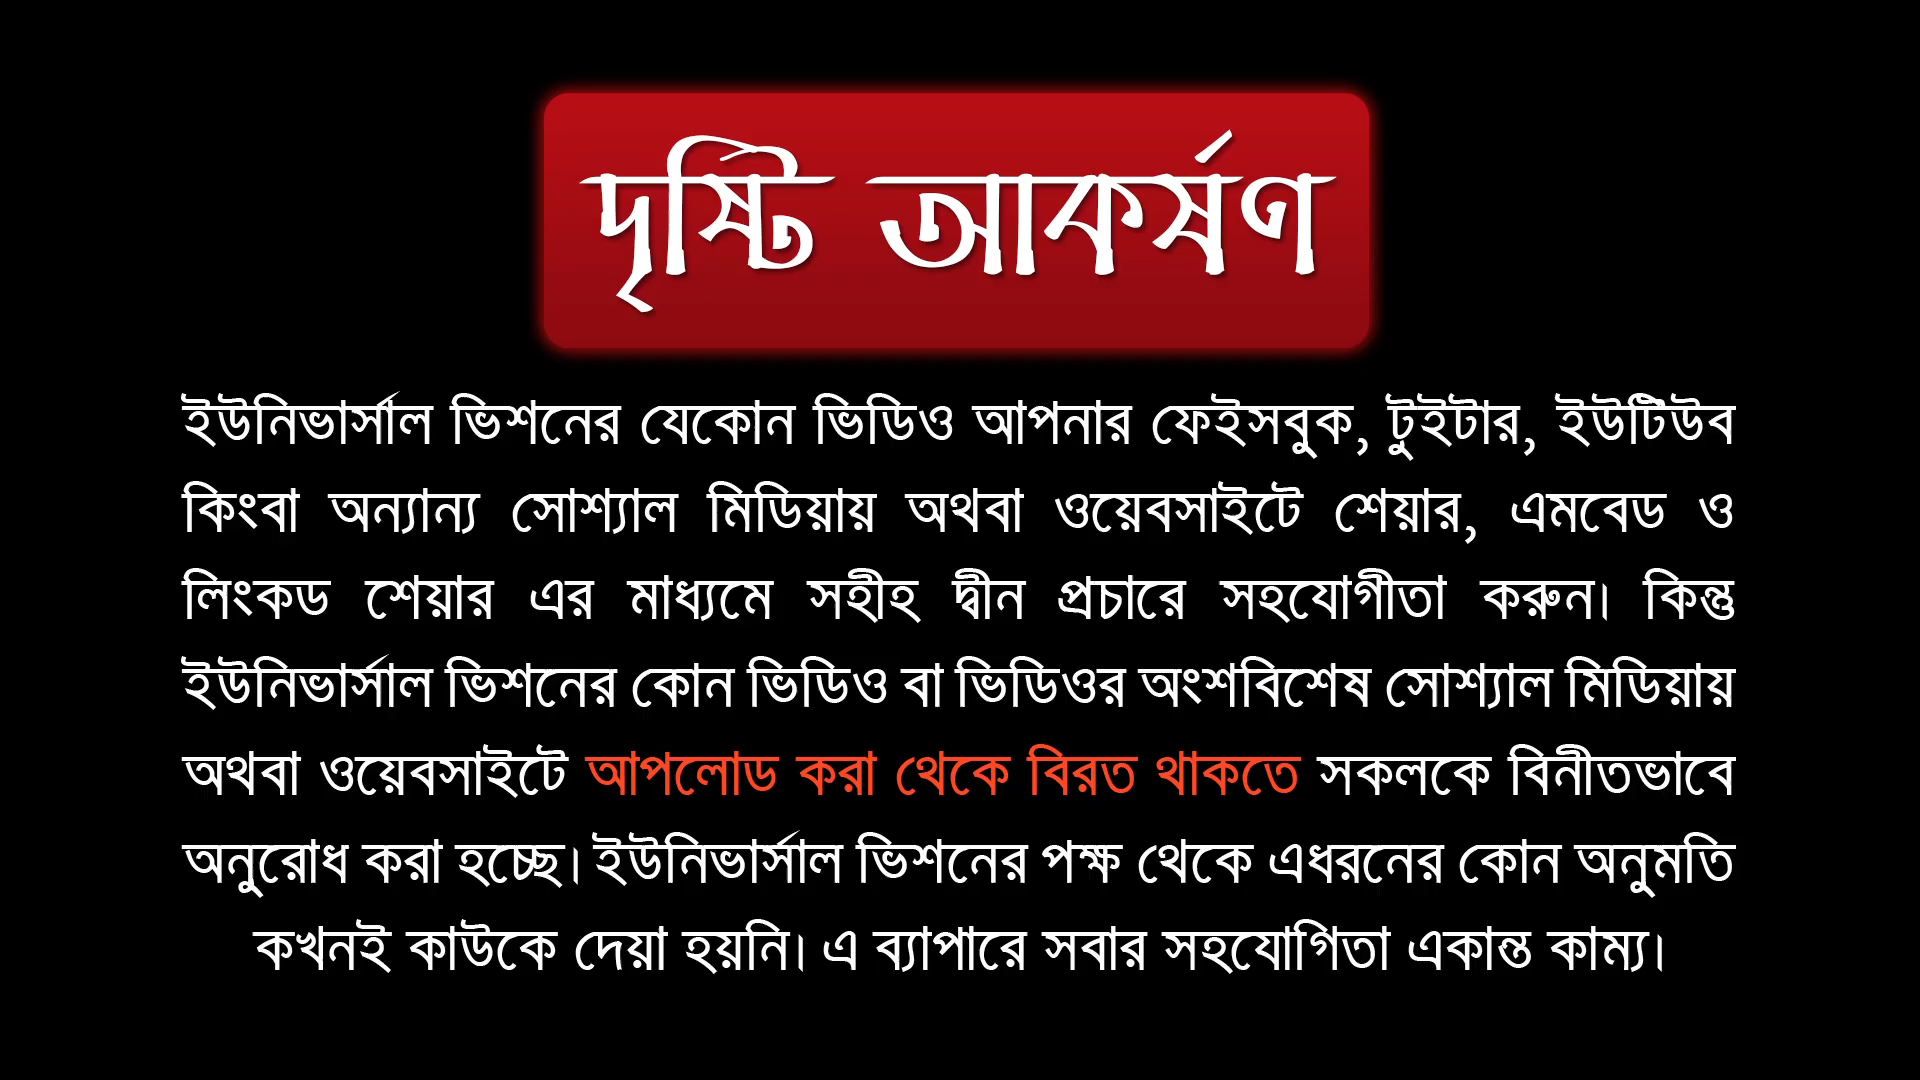 দৃষ্টি আকর্ষণ
ইউনিভার্সাল ভিশনের যেকোন ভিডিও আপনার ফেইসবুক, টুইটার, ইউটিউব
কিংবা অন্যান্য সোশ্যাল মিডিয়ায় অথবা ওয়েবসাইটে শেয়ার, এমবেড ও
লিংকড শেয়ার এর মাধ্যমে সহীহ দ্বীন প্রচারে সহযোগীতা করুন। কিন্তু
ইউনিভার্সাল ভিশনের কোন ভিডিও বা ভিডিওর অংশবিশেষ সোশ্যাল মিডিয়ায়
অথবা ওয়েবসাইটে আপলোড করা থেকে বিরত থাকতে সকলকে বিনীতভাবে
অনুরোধ করা হচ্ছে। ইউনিভার্সাল ভিশনের পক্ষ থেকে এধরনের কোন অনুমতি
কখনই কাউকে দেয়া হয়নি। এ ব্যাপারে সবার সহযোগিতা একান্ত কাম্য।